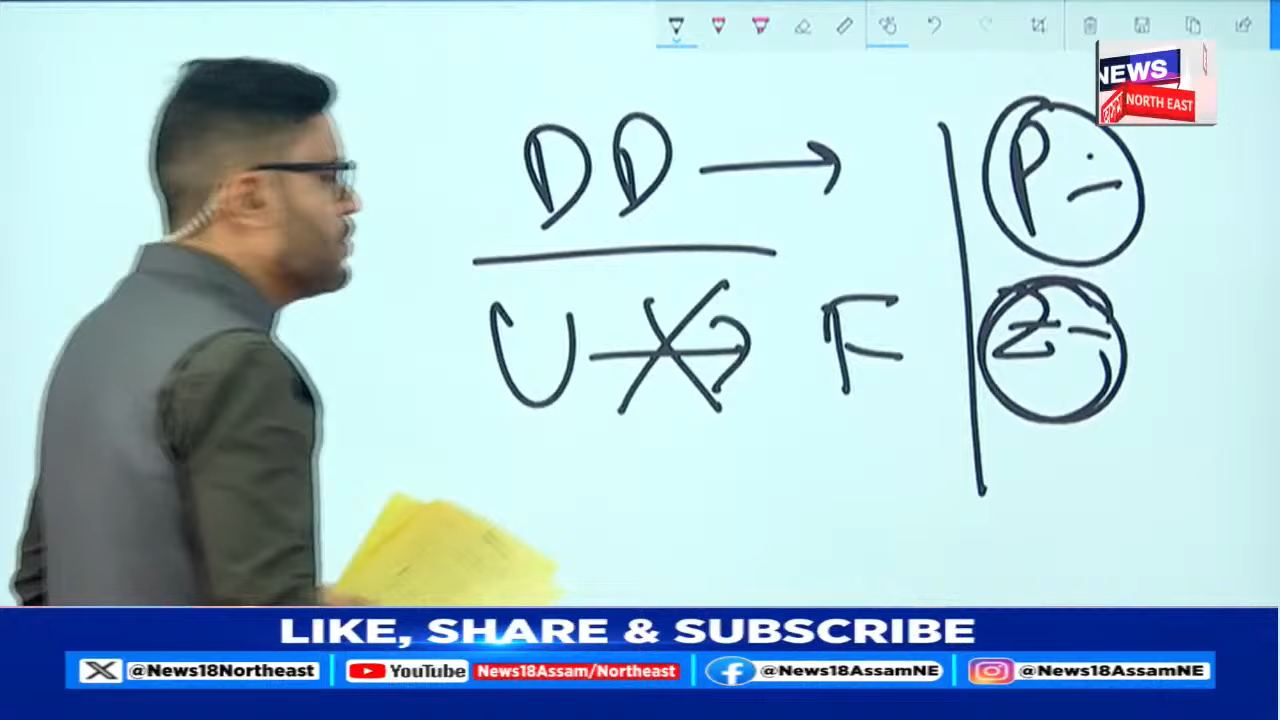 NEWS
NORTH EAST
DD → P -
U → F Z -
LIKE, SHARE & SUBSCRIBE
@News18Northeast YouTube News18Assam/Northeast @News18AssamNE @News18AssamNE